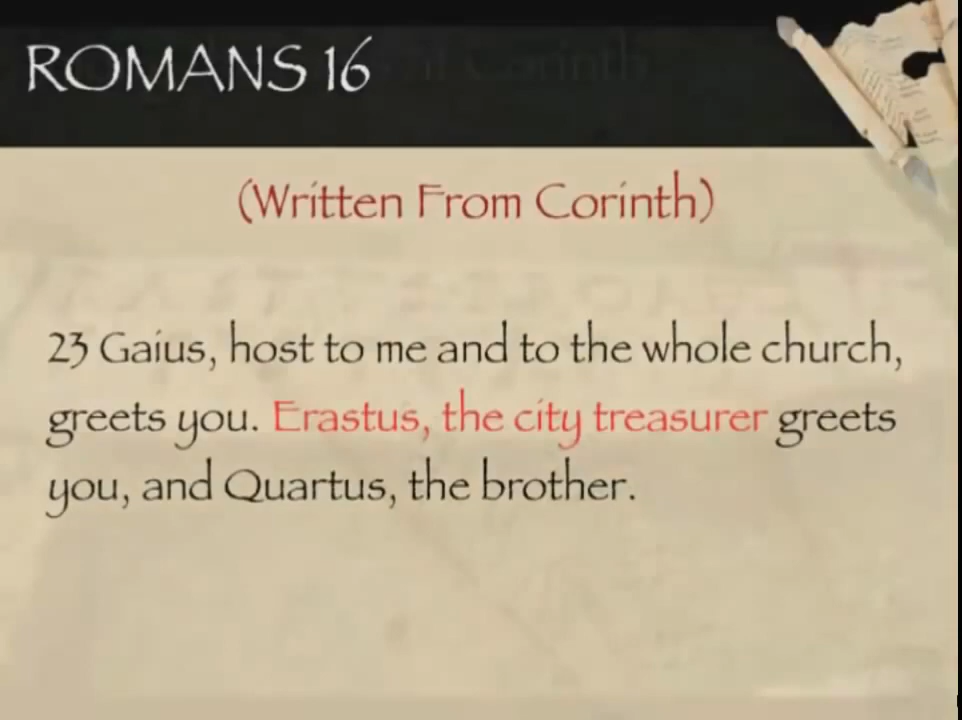 ROMANS 16
(Written From Corinth)
23 Gaius, host to me and to the whole church,
greets you. Erastus, the city treasurer greets
you, and Quartus, the brother.